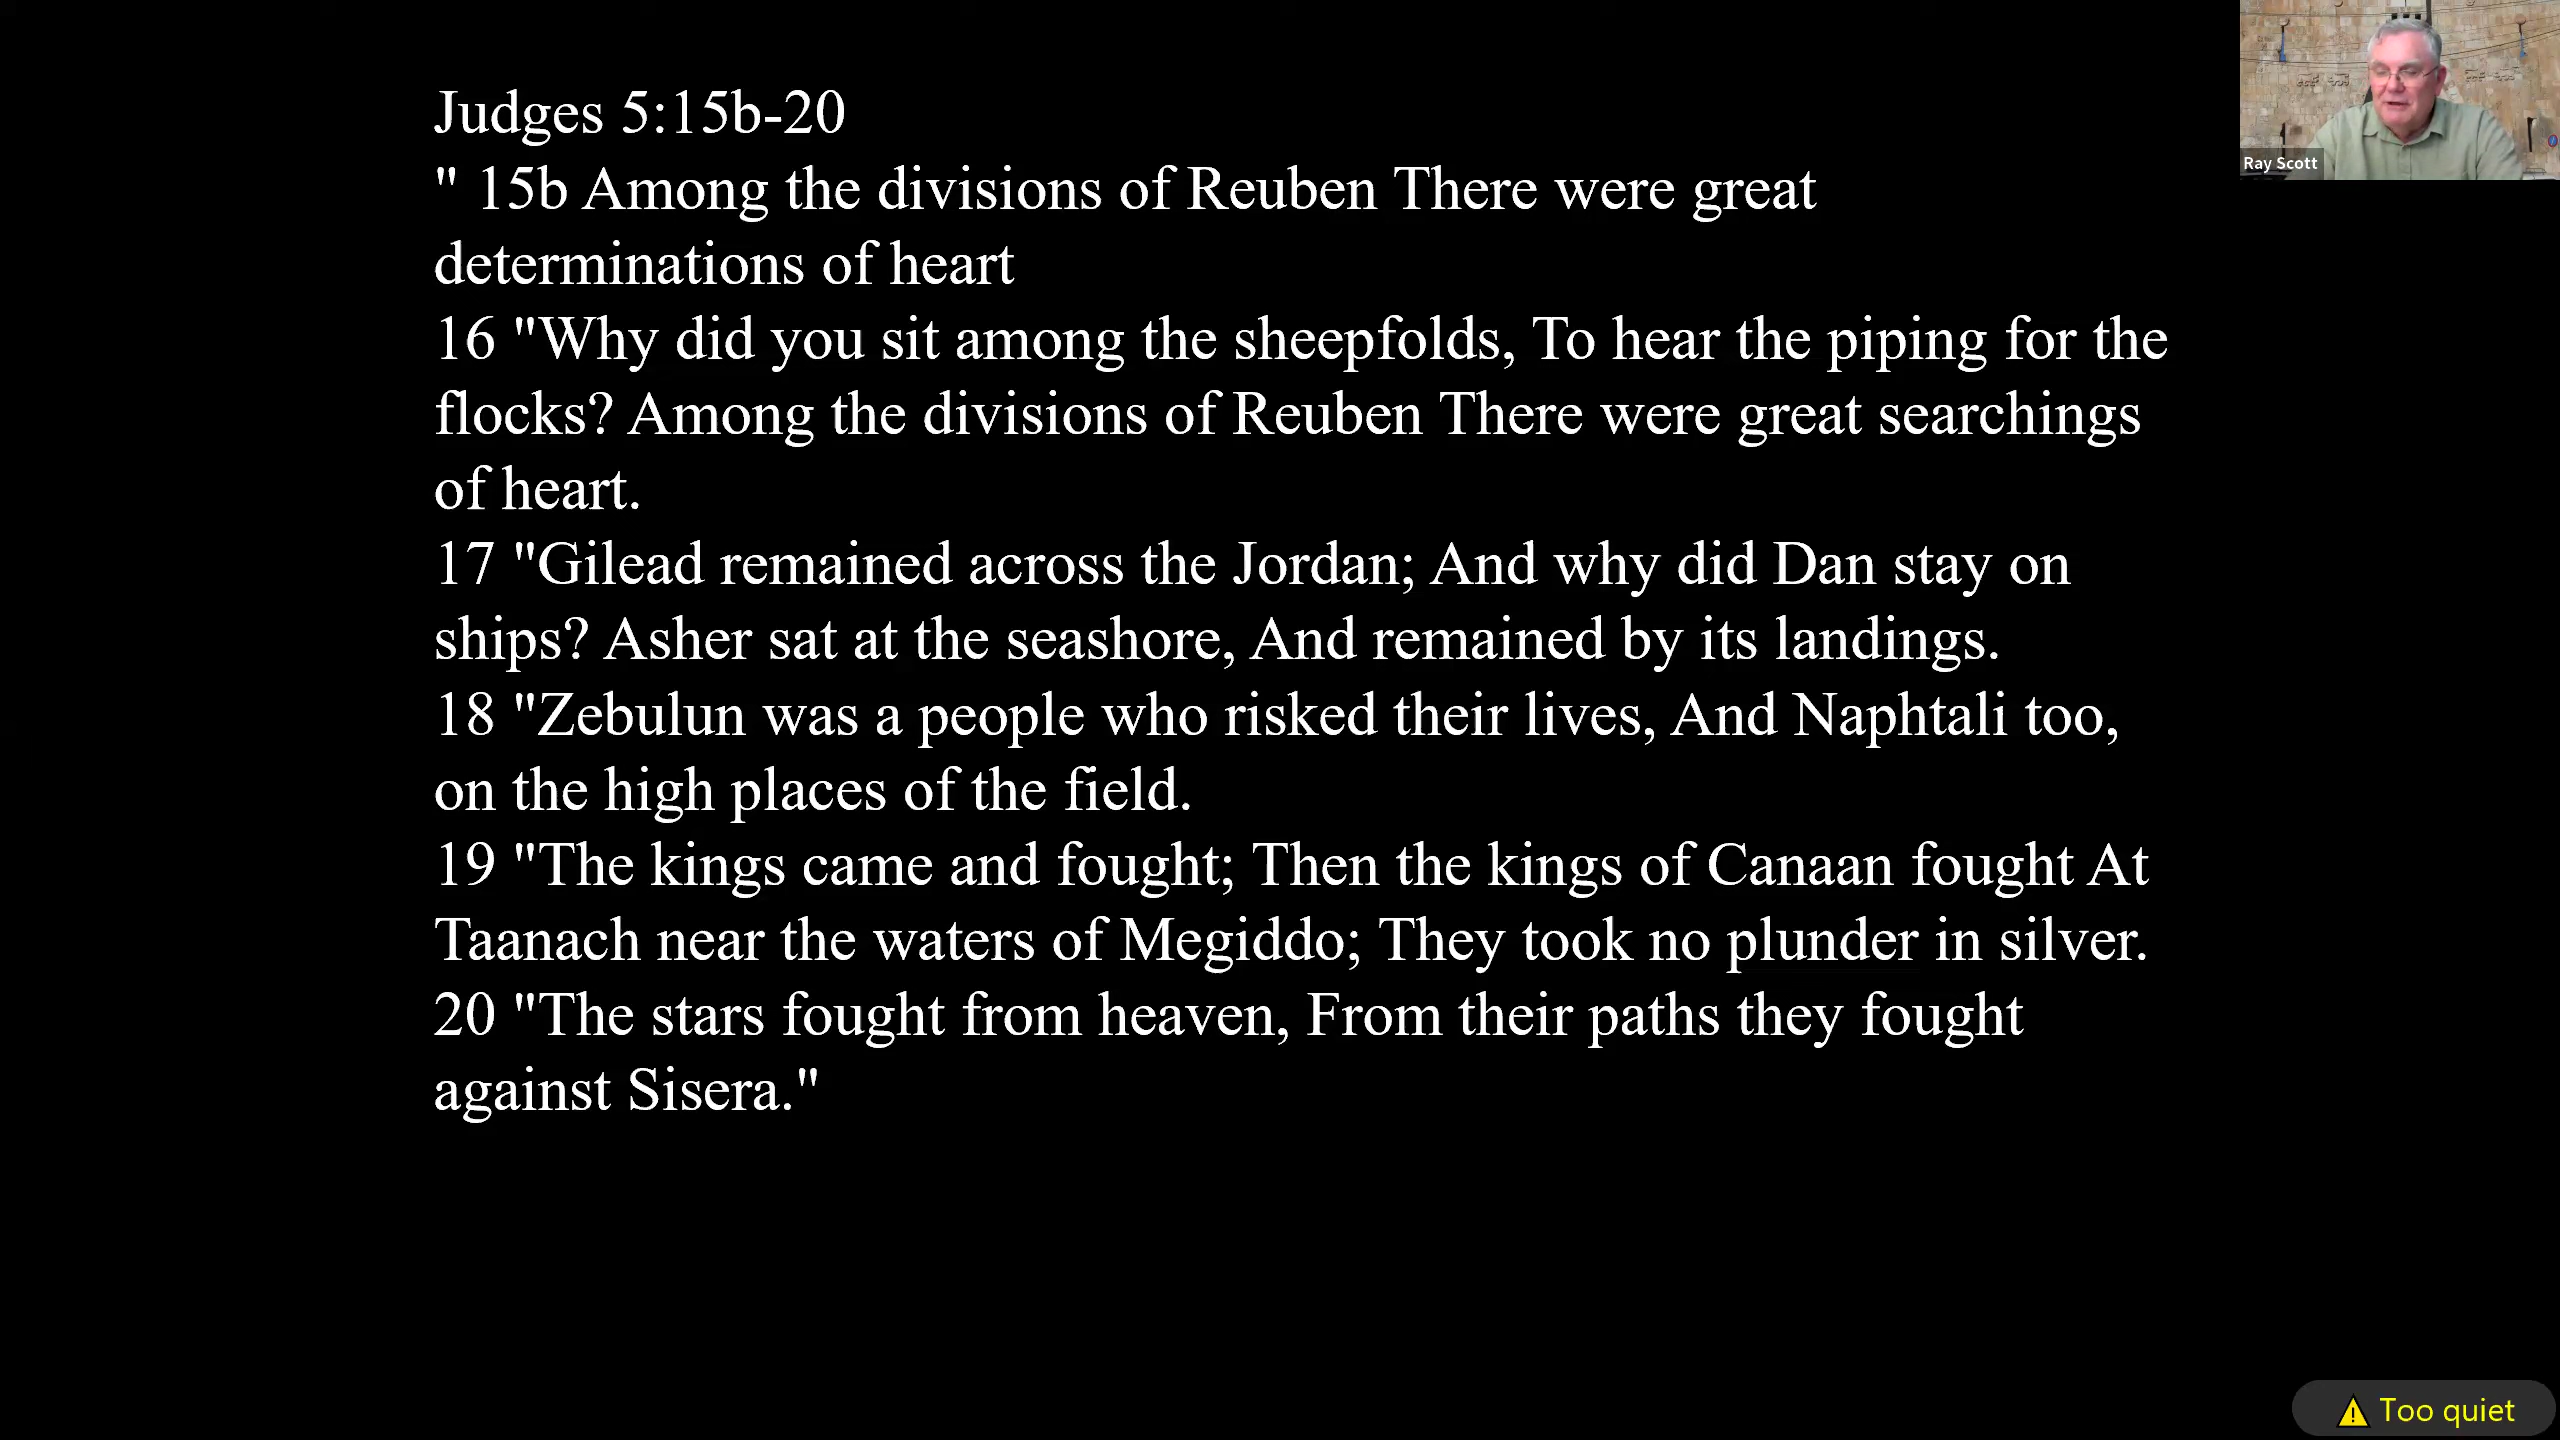 Judges 5:15b-20
" 15b Among the divisions of Reuben There were great
determinations of heart
16 "Why did you sit among the sheepfolds, To hear the piping for the
flocks? Among the divisions of Reuben There were great searchings
of heart.
17 "Gilead remained across the Jordan; And why did Dan stay on
ships? Asher sat at the seashore, And remained by its landings.
18 "Zebulun was a people who risked their lives, And Naphtali too,
on the high places of the field.
19 "The kings came and fought; Then the kings of Canaan fought At
Taanach near the waters of Megiddo; They took no plunder in silver.
20 "The stars fought from heaven, From their paths they fought
against Sisera."
Ray Scott
Too quiet